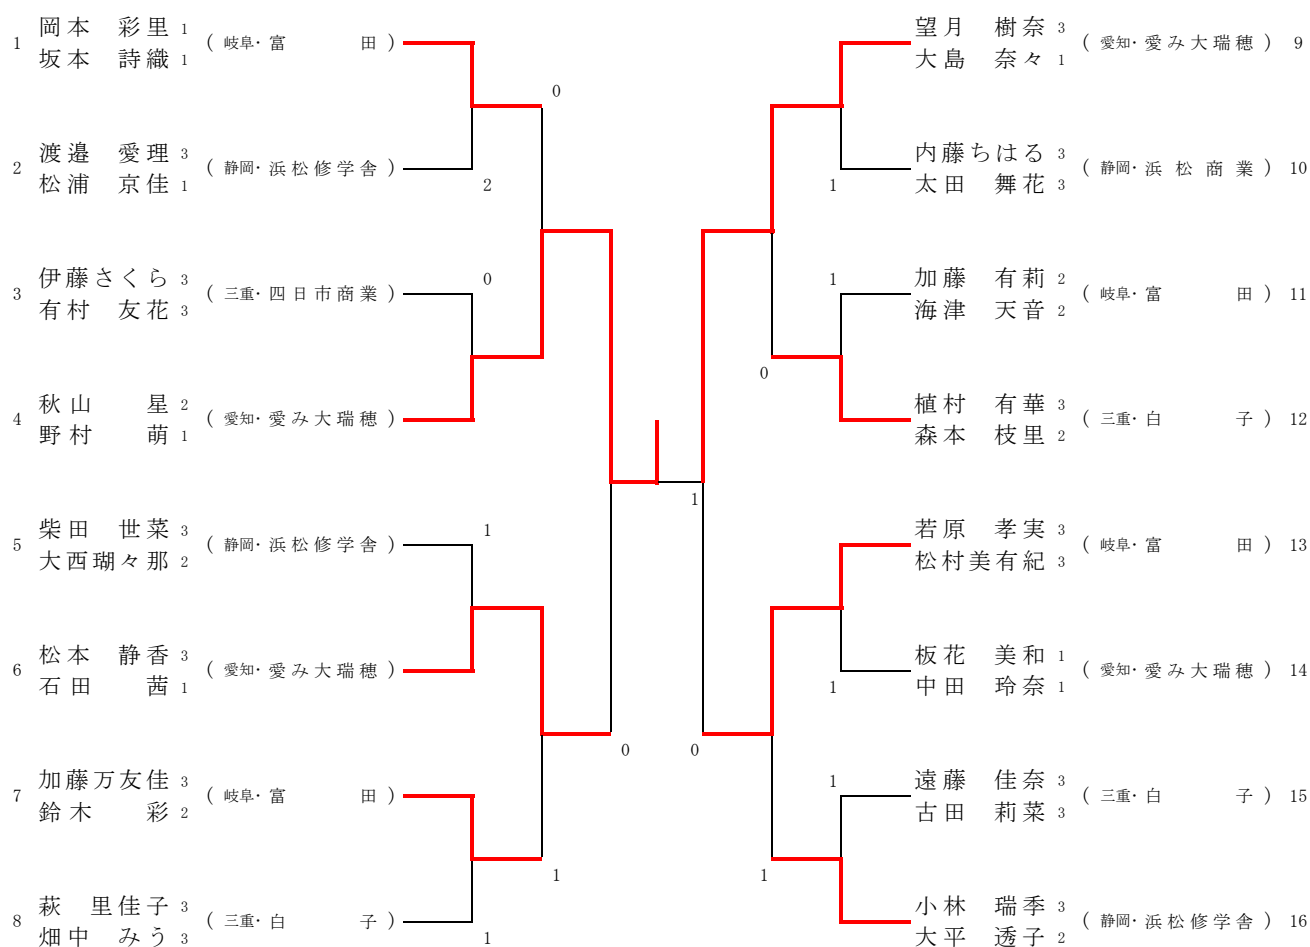 岡本 彩里 1
1 (岐阜・富 田)
坂本 詩織 1
0
渡邉 愛理 3
2 (静岡・浜松修学舎)
松浦 京佳 1
2
伊藤さくら 3
0
3 (三重・四日市商業)
有村 友花 3
秋山 星 2
4 (愛知・愛み大瑞穂)
野村 萌 1
柴田 世菜 3
1
5 (静岡・浜松修学舎)
大西瑚々那 2
松本 静香 3
6 (愛知・愛み大瑞穂)
石田 茜 1
0
加藤万友佳 3
7 (岐阜・富 田)
鈴木 彩 2
1
萩 里佳子 3
8 (三重・白 子)
畑中 みう 3
1
望月 樹奈 3
(愛知・愛み大瑞穂) 9
大島 奈々 1
内藤ちはる 3
(静岡・浜松商業) 10
太田 舞花 3
1
加藤 有莉 2
1
(岐阜・富 田) 11
海津 天音 2
0
植村 有華 3
(三重・白 子) 12
森本 枝里 2
1
若原 孝実 3
(岐阜・富 田) 13
松村美有紀 3
板花 美和 1
(愛知・愛み大瑞穂) 14
中田 玲奈 1
1
0
遠藤 佳奈 3
1
(三重・白 子) 15
古田 莉菜 3
1
小林 瑞季 3
(静岡・浜松修学舎) 16
大平 透子 2